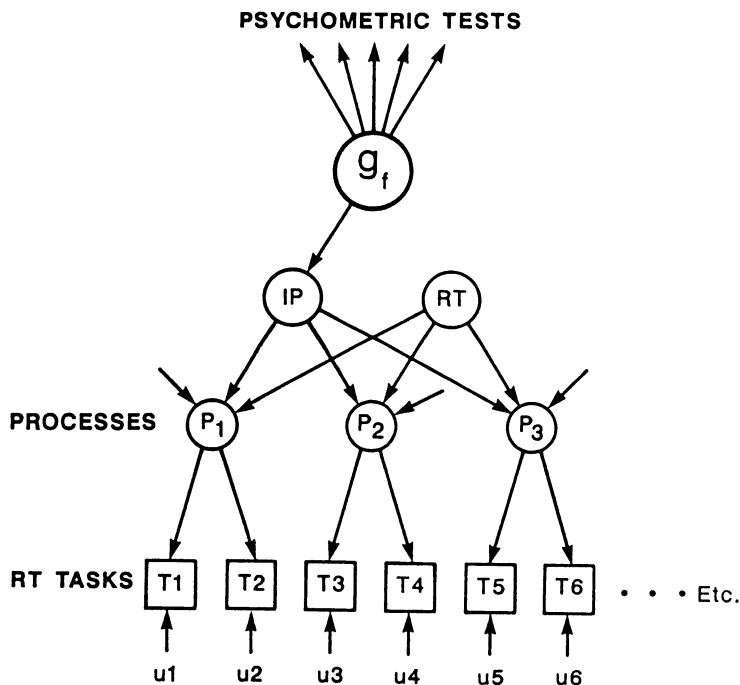 PSYCHOMETRIC TESTS
gf
IP RT
PROCESSES P1 P2 P3
RT TASKS T1 T2 T3 T4 T5 T6 • • • Etc.
u1 u2 u3 u4 u5 u6